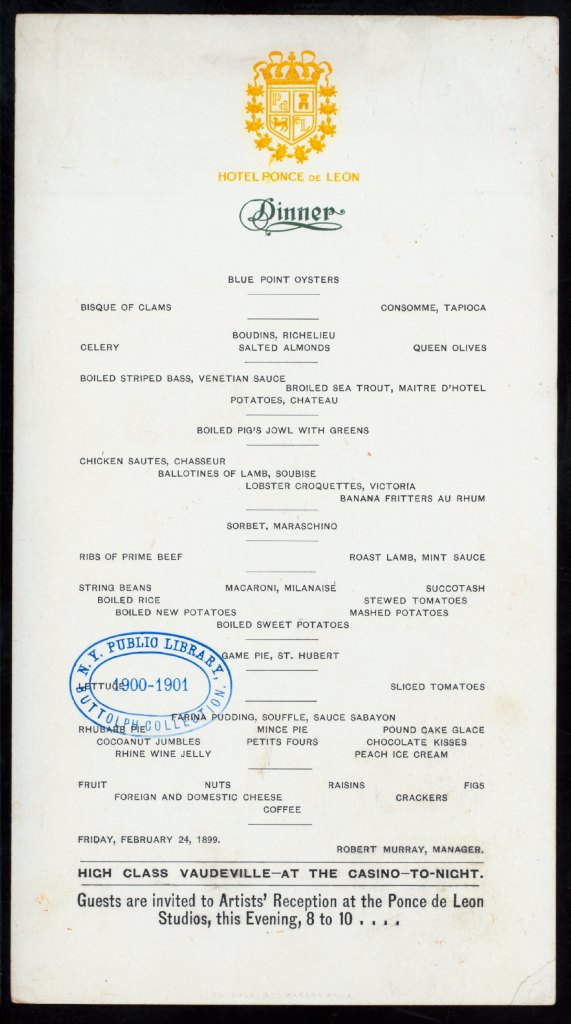 HOTEL PONCE DE LEON
Dinner
BLUE POINT OYSTERS
BISQUE OF CLAMS CONSOMME, TAPIOCA
BOUDINS, RICHELIEU
CELERY SALTED ALMONDS QUEEN OLIVES
BOILED STRIPED BASS, VENETIAN SAUCE
BROILED SEA TROUT, MAITRE D'HOTEL
POTATOES, CHATEAU
BOILED PIG'S JOWL WITH GREENS
CHICKEN SAUTES, CHASSEUR
BALLOTINES OF LAMB, SOUBISE
LOBSTER CROQUETTES, VICTORIA
BANANA FRITTERS AU RHUM
SORBET, MARASCHINO
RIBS OF PRIME BEEF ROAST LAMB, MINT SAUCE
STRING BEANS MACARONI, MILANAISE SUCCOTASH
BOILED RICE STEWED TOMATOES
BOILED NEW POTATOES MASHED POTATOES
BOILED SWEET POTATOES
GAME PIE, ST. HUBERT
LETTUCE SLICED TOMATOES
N.Y. PUBLIC LIBRARY,
1900-1901
BUTTOLPH COLLECTION.
FARINA PUDDING, SOUFFLE, SAUCE SABAYON
RHUBARB PIE MINCE PIE POUND CAKE GLACE
COCOANUT JUMBLES PETITS FOURS CHOCOLATE KISSES
RHINE WINE JELLY PEACH ICE CREAM
FRUIT NUTS RAISINS FIGS
FOREIGN AND DOMESTIC CHEESE CRACKERS
COFFEE
FRIDAY, FEBRUARY 24, 1899.
ROBERT MURRAY, MANAGER.
HIGH CLASS VAUDEVILLE—AT THE CASINO—TO-NIGHT.
Guests are invited to Artists' Reception at the Ponce de Leon
Studios, this Evening, 8 to 10 . . . .